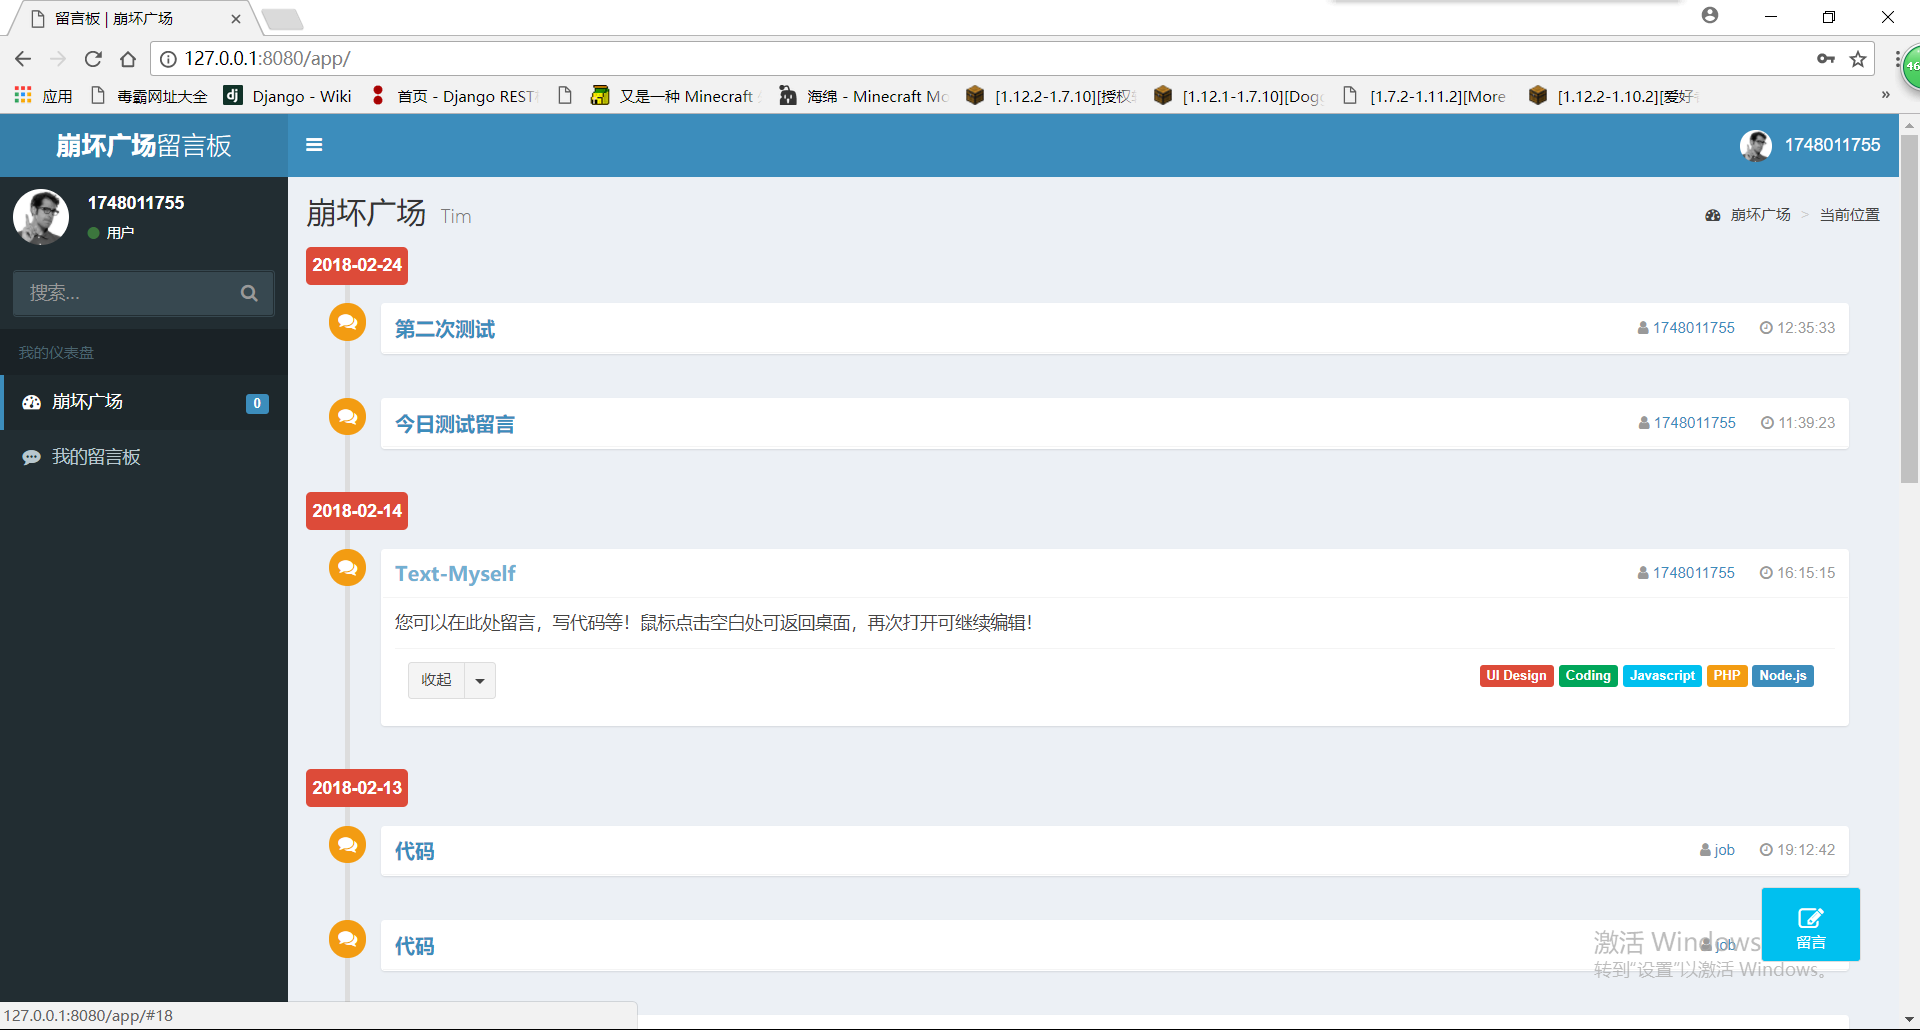 留言板 | 崩坏广场
127.0.0.1:8080/app/
46
应用 毒霸网址大全 Django - Wiki 首页 - Django REST 又是一种 Minecraft 海绵 - Minecraft Mo [1.12.2-1.7.10][授权 [1.12.1-1.7.10][Dog [1.7.2-1.11.2][More [1.12.2-1.10.2][爱好 »
崩坏广场留言板
1748011755
1748011755
用户
搜索...
我的仪表盘
崩坏广场 0
我的留言板
崩坏广场 Tim
崩坏广场 > 当前位置
2018-02-24
第二次测试 1748011755 12:35:33
今日测试留言 1748011755 11:39:23
2018-02-14
Text-Myself 1748011755 16:15:15
您可以在此处留言，写代码等！鼠标点击空白处可返回桌面，再次打开可继续编辑！
收起 UI Design Coding Javascript PHP Node.js
2018-02-13
代码 job 19:12:42
代码 job
留言
激活 Windows
转到"设置"以激活 Windows。
127.0.0.1:8080/app/#18